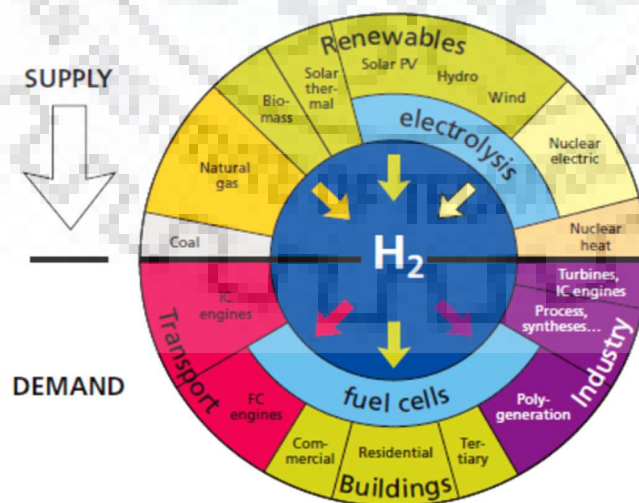 SUPPLY
Renewables
Solar PV
Hydro
Wind
Solar
ther-
mal
Bio-
mass
electrolysis
Nuclear
electric
Natural
gas
Nuclear
heat
Coal
H2
IC
engines
Turbines,
IC engines
Process,
syntheses...
Transport
Industry
DEMAND
FC
engines
fuel cells
Poly-
generation
Com-
mercial
Residential
Ter-
tiary
Buildings